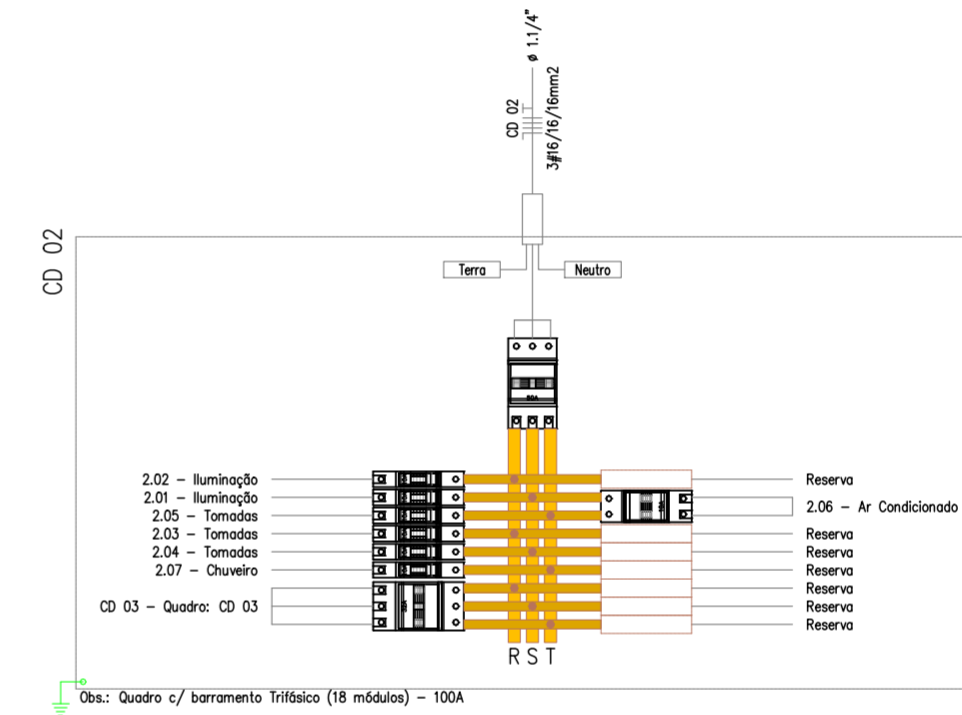 ø 1.1/4"
CD 02
3#16/16/16mm2
CD 02
Terra
Neutro
50A
2.02 - Iluminação
Reserva
2.01 - Iluminação
2.06 - Ar Condicionado
2.05 - Tomadas
2.03 - Tomadas
Reserva
2.04 - Tomadas
Reserva
2.07 - Chuveiro
Reserva
Reserva
CD 03 - Quadro: CD 03
Reserva
Reserva
R S T
Obs.: Quadro c/ barramento Trifásico (18 módulos) - 100A